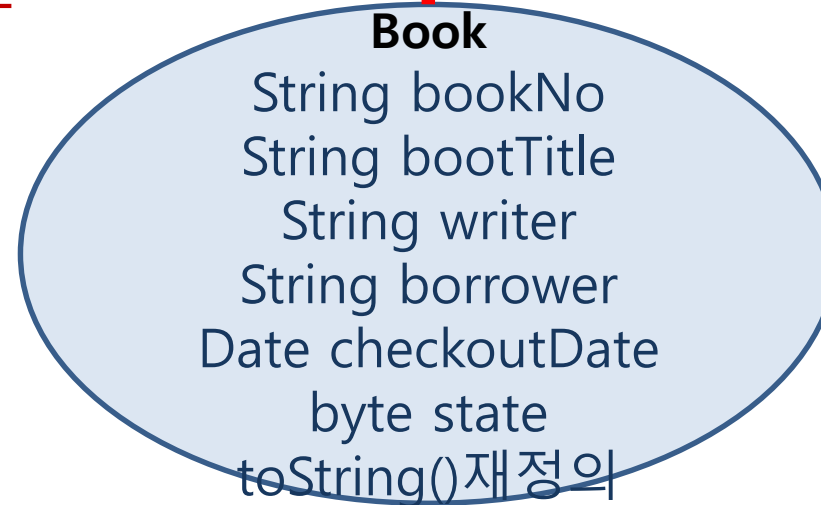 Book
String bookNo
String bootTitle
String writer
String borrower
Date checkoutDate
byte state
toString()재정의